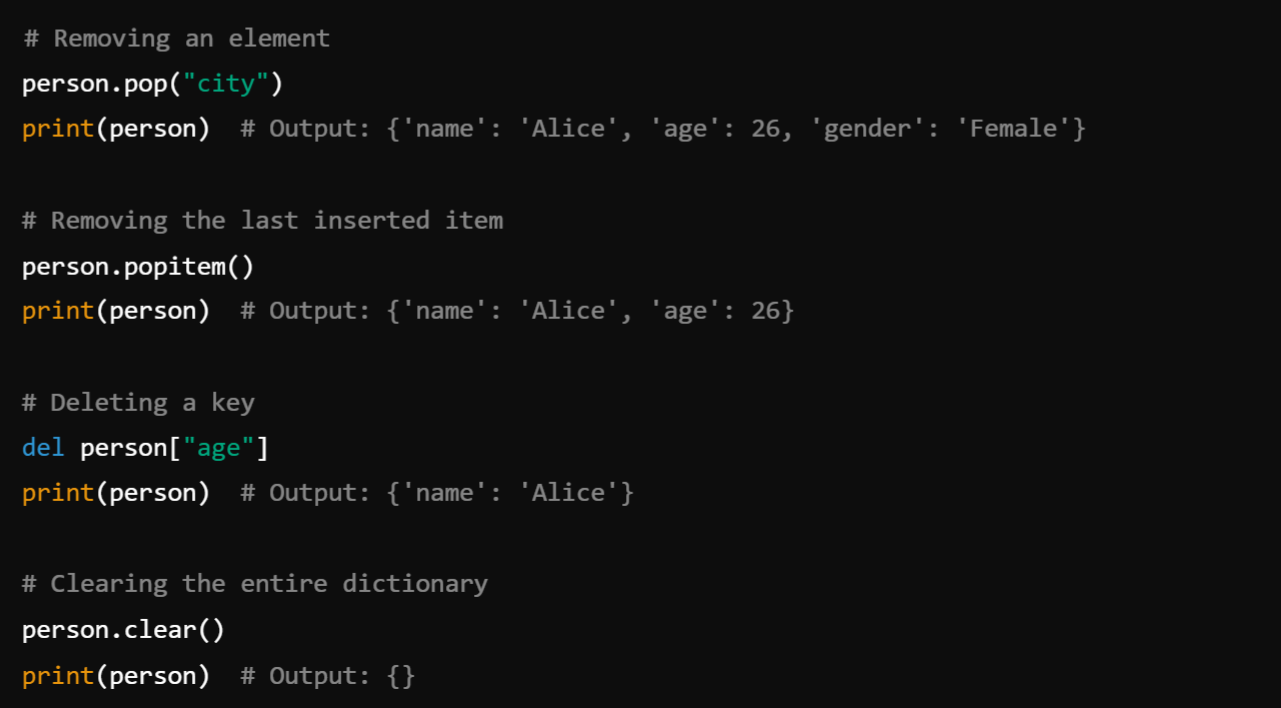 # Removing an element
person.pop("city")
print(person)  # Output: {'name': 'Alice', 'age': 26, 'gender': 'Female'}
# Removing the last inserted item
person.popitem()
print(person)  # Output: {'name': 'Alice', 'age': 26}
# Deleting a key
del person["age"]
print(person)  # Output: {'name': 'Alice'}
# Clearing the entire dictionary
person.clear()
print(person)  # Output: {}